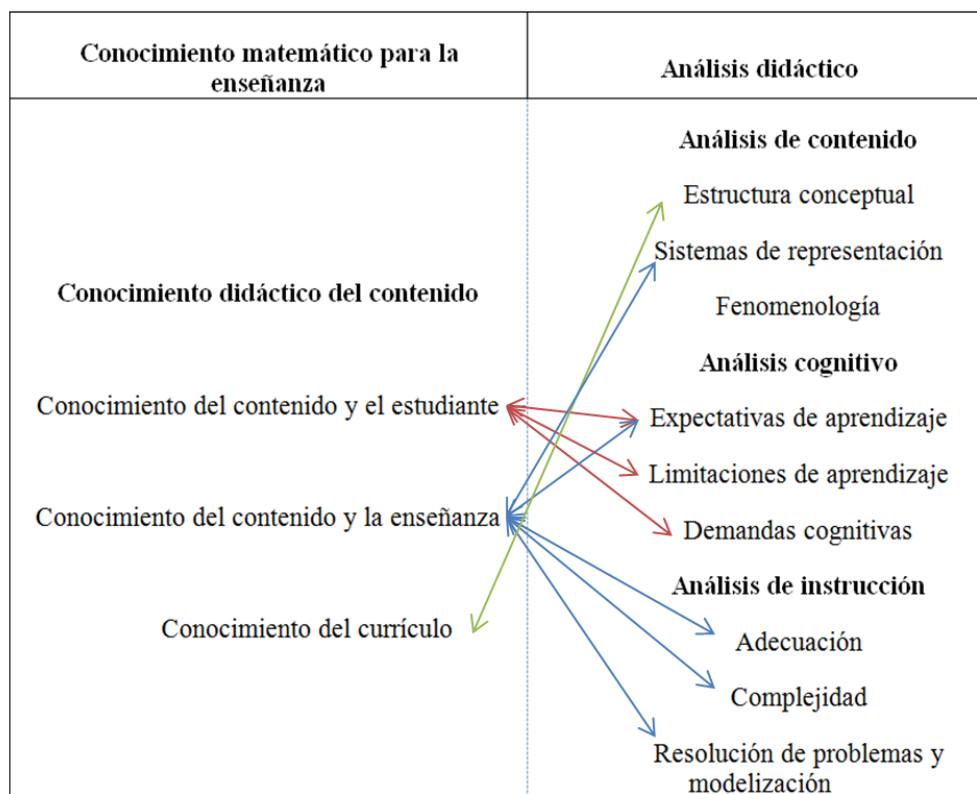 Conocimiento matemático para la
enseñanza
Análisis didáctico
Conocimiento didáctico del contenido
Conocimiento del contenido y el estudiante
Conocimiento del contenido y la enseñanza
Conocimiento del currículo
Análisis de contenido
Estructura conceptual
Sistemas de representación
Fenomenología
Análisis cognitivo
Expectativas de aprendizaje
Limitaciones de aprendizaje
Demandas cognitivas
Análisis de instrucción
Adecuación
Complejidad
Resolución de problemas y
modelización